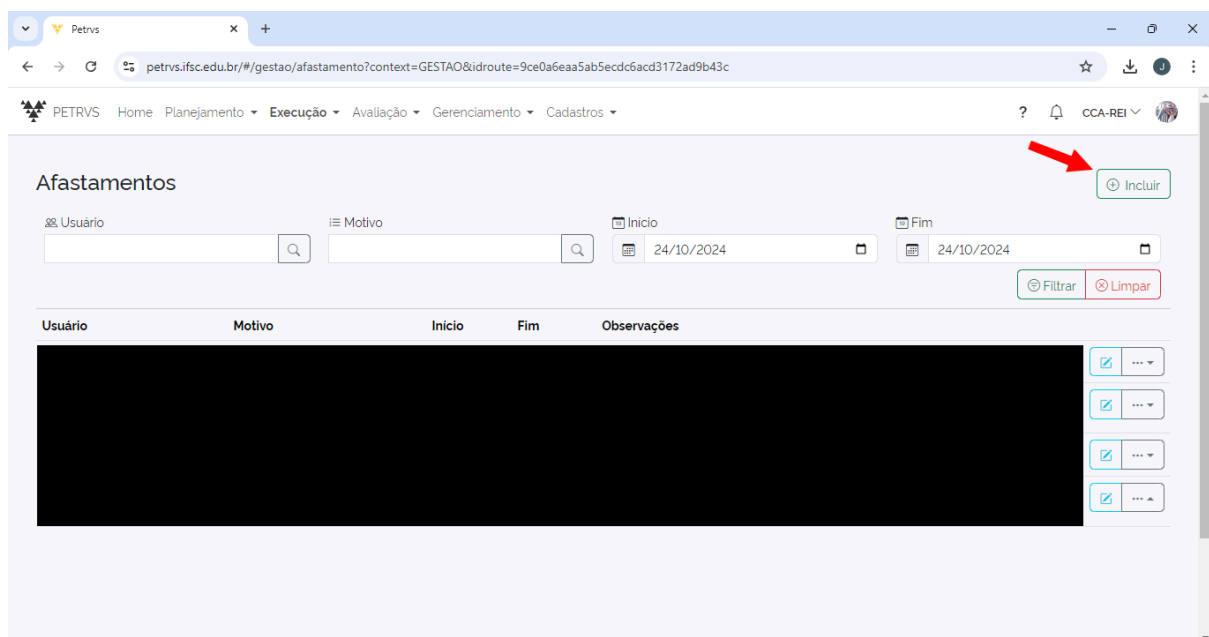 Petrvs
petrvs.ifsc.edu.br/#/gestao/afastamento?context=GESTAO&idroute=9ce0a6eaa5ab5ecdc6acd3172ad9b43c
J
PETRVS Home Planejamento Execução Avaliação Gerenciamento Cadastros ? CCA-REI
Afastamentos
Incluir
Usuário Motivo Início Fim
24/10/2024 24/10/2024
Filtrar Limpar
Usuário Motivo Início Fim Observações